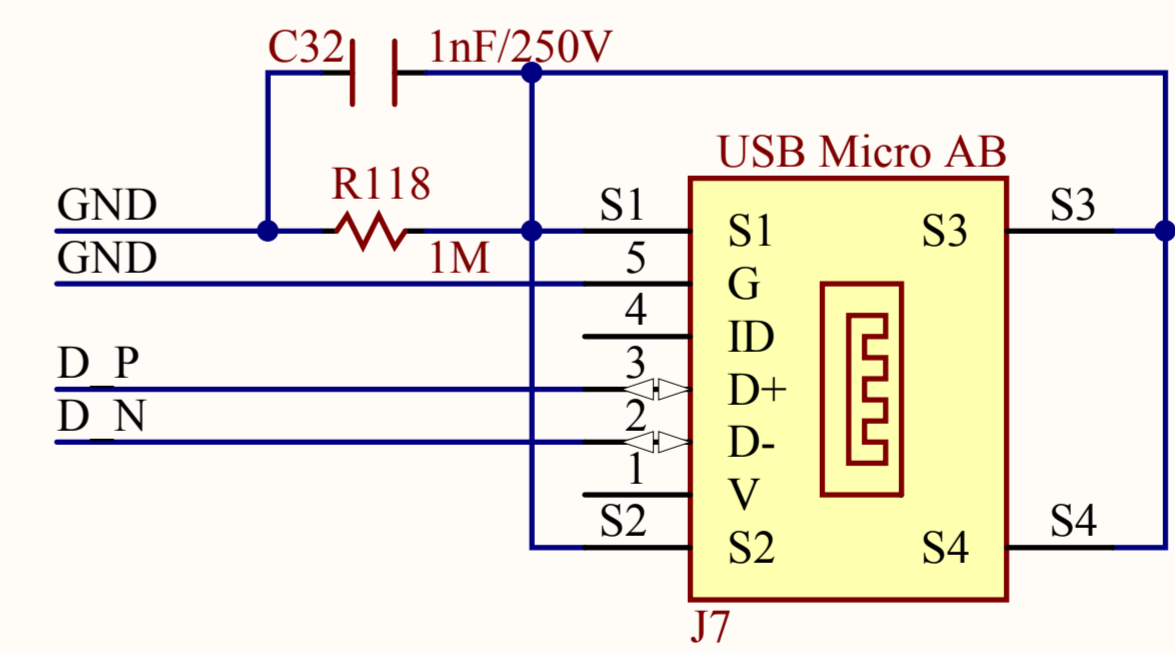 C32 1nF/250V
USB Micro AB
R118
GND S1 S1 S3 S3
1M
GND 5 G
4 ID
D_P 3 D+
D_N 2 D-
1 V
S2 S2 S4 S4
J7